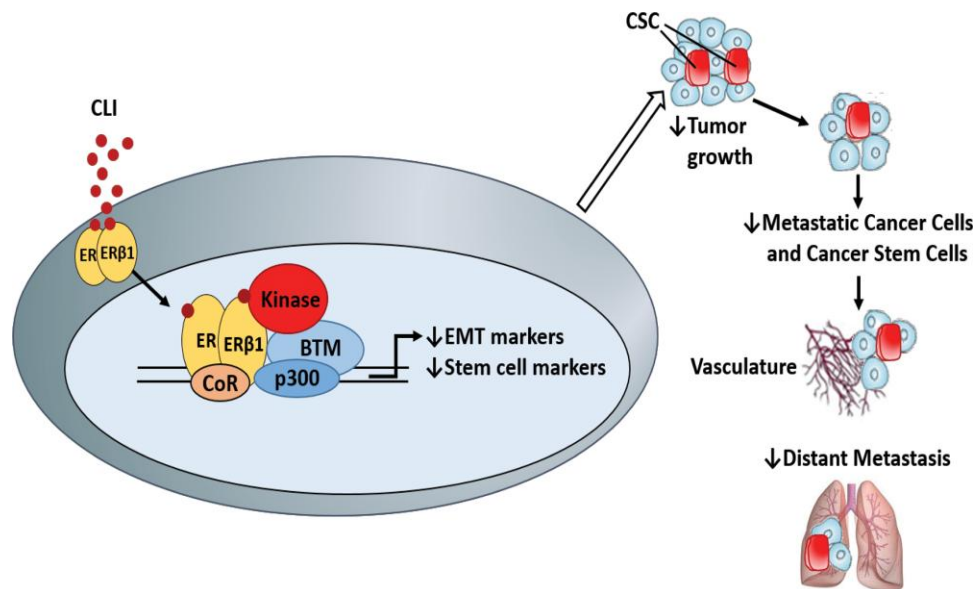 CSC
CLI
↓Tumor
growth
ER
ERβ1
↓Metastatic Cancer Cells
and Cancer Stem Cells
Kinase
ER
ERβ1
BTM
CoR
p300
↓EMT markers
↓Stem cell markers
Vasculature
↓Distant Metastasis